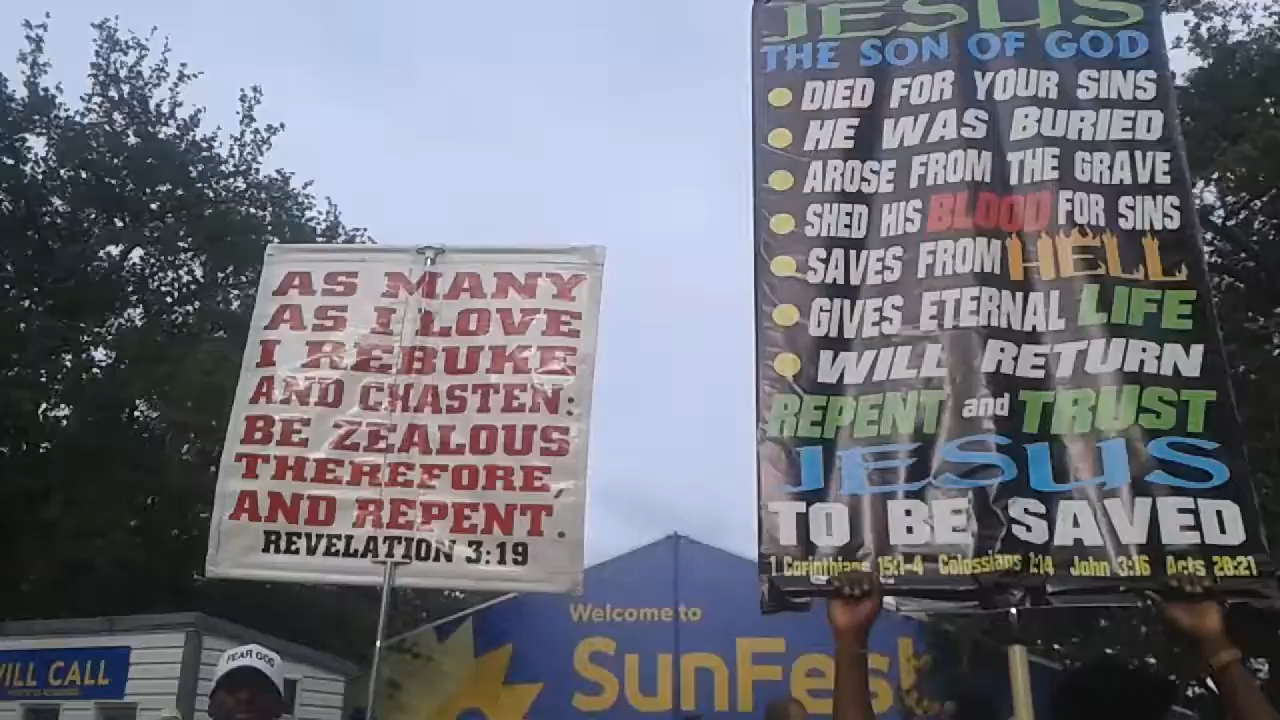 AS MANY
AS I LOVE
I REBUKE
AND CHASTEN:
BE ZEALOUS
THEREFORE,
AND REPENT.
REVELATION 3:19
JESUS
THE SON OF GOD
DIED FOR YOUR SINS
HE WAS BURIED
AROSE FROM THE GRAVE
SHED HIS BLOOD FOR SINS
SAVES FROM HELL
GIVES ETERNAL LIFE
WILL RETURN
REPENT and TRUST
JESUS
TO BE SAVED
1 Corinthians 15:1-4 Colossians 1:14 John 3:16 Acts 20:21
Welcome to
SunFest
WILL CALL
FEAR GOD